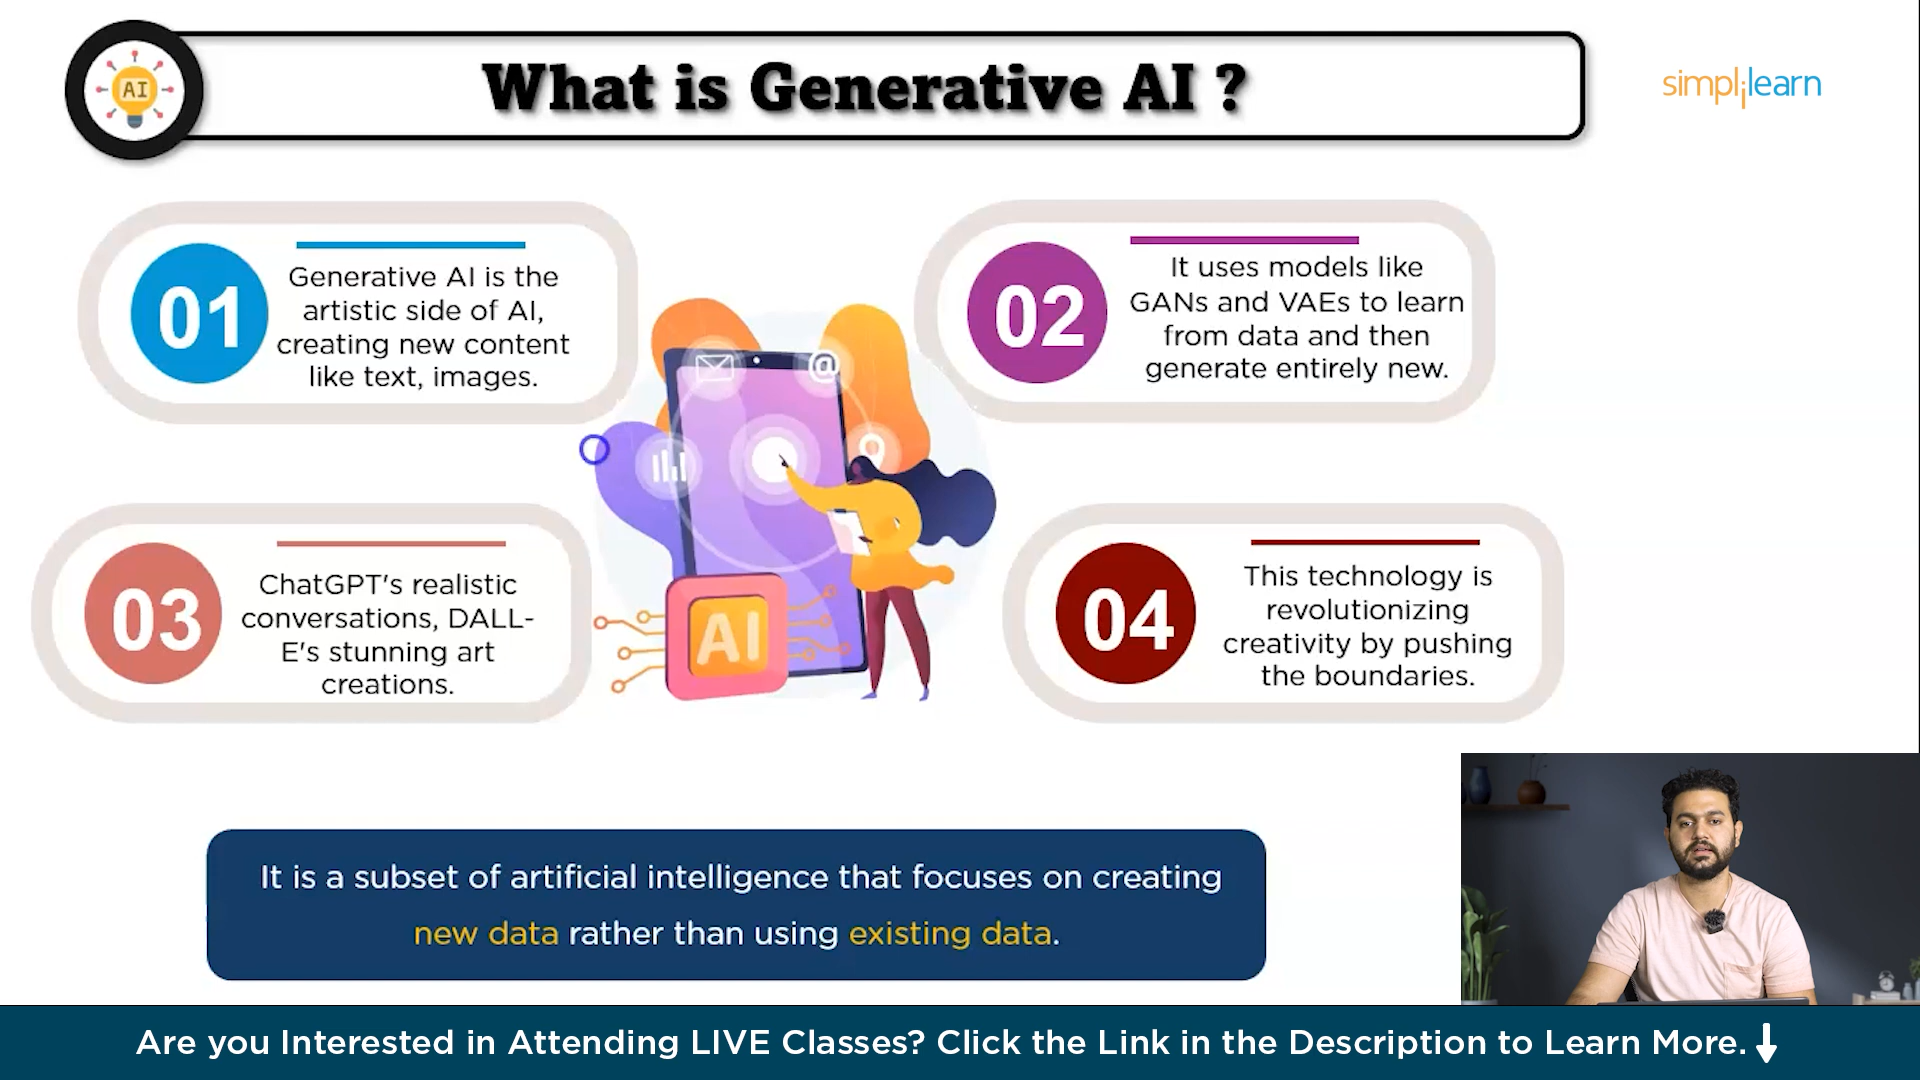 AI
What is Generative AI ?
simplilearn
01
Generative AI is the
artistic side of AI,
creating new content
like text, images.
02
It uses models like
GANs and VAEs to learn
from data and then
generate entirely new.
@
AI
03
ChatGPT's realistic
conversations, DALL-
E's stunning art
creations.
04
This technology is
revolutionizing
creativity by pushing
the boundaries.
It is a subset of artificial intelligence that focuses on creating
new data rather than using existing data.
Are you Interested in Attending LIVE Classes? Click the Link in the Description to Learn More.